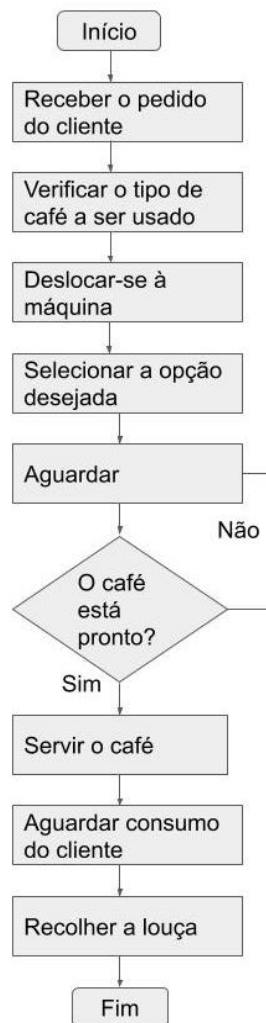 Início
Receber o pedido
do cliente
Verificar o tipo de
café a ser usado
Deslocar-se à
máquina
Selecionar a opção
desejada
Aguardar
Não
O café
está
pronto?
Sim
Servir o café
Aguardar consumo
do cliente
Recolher a louça
Fim